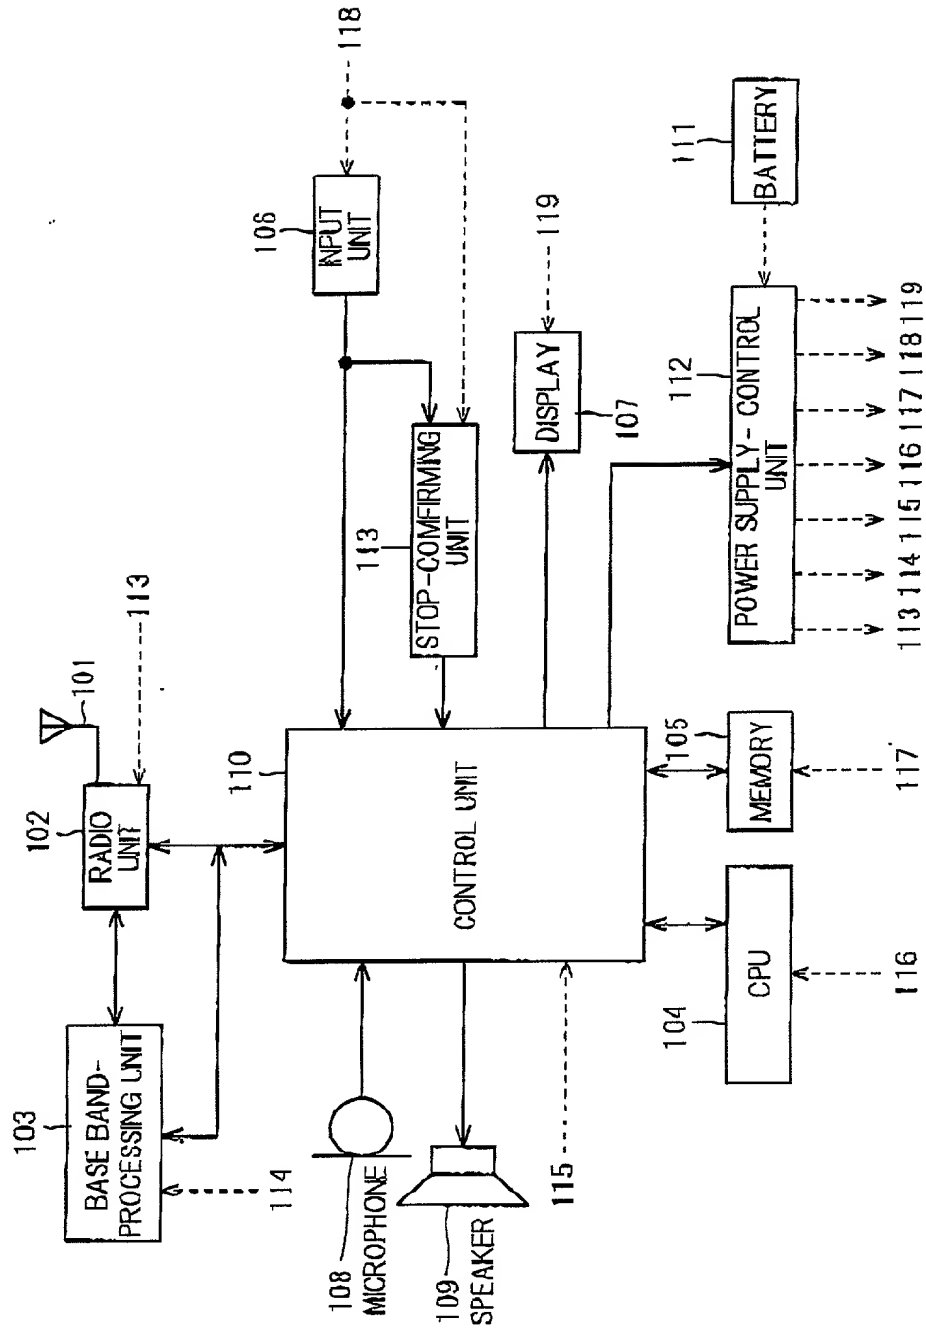 103
BASE BAND-
PROCESSING UNIT
114
102
RADIO
UNIT
101
113
108
MICROPHONE
109
SPEAKER
110
CONTROL UNIT
115
106
INPUT
UNIT
118
113
STOP-COMFIRMING
UNIT
DISPLAY
107
119
104
CPU
116
105
MEMORY
117
112
POWER SUPPLY-CONTROL
UNIT
111
BATTERY
113
114
115
116
117
118
119